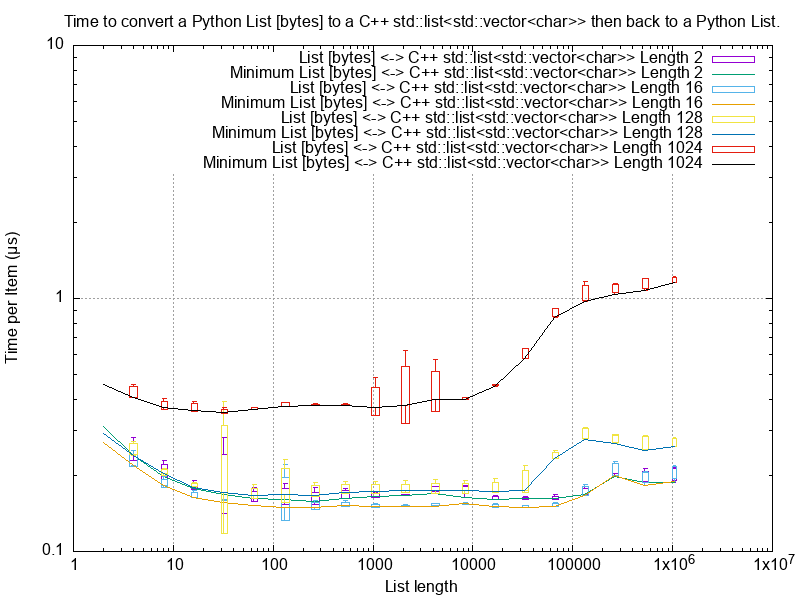 Time to convert a Python List [bytes] to a C++ std::list<std::vector<char>> then back to a Python List.
10
List [bytes] <-> C++ std::list<std::vector<char>> Length 2
Minimum List [bytes] <-> C++ std::list<std::vector<char>> Length 2
List [bytes] <-> C++ std::list<std::vector<char>> Length 16
Minimum List [bytes] <-> C++ std::list<std::vector<char>> Length 16
List [bytes] <-> C++ std::list<std::vector<char>> Length 128
Minimum List [bytes] <-> C++ std::list<std::vector<char>> Length 128
List [bytes] <-> C++ std::list<std::vector<char>> Length 1024
Minimum List [bytes] <-> C++ std::list<std::vector<char>> Length 1024
Time per Item (µs)
1
0.1
1 10 100 1000 10000 100000 1x10⁶ 1x10⁷
List length